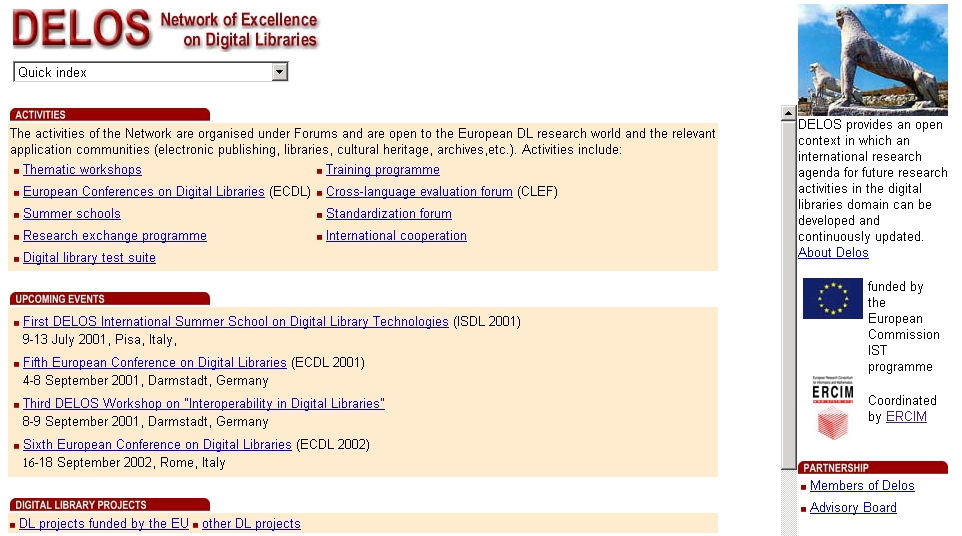 DELOS Network of Excellence
on Digital Libraries
Quick index
ACTIVITIES
The activities of the Network are organised under Forums and are open to the European DL research world and the relevant
application communities (electronic publishing, libraries, cultural heritage, archives,etc.). Activities include:
Thematic workshops
Training programme
European Conferences on Digital Libraries (ECDL)
Cross-language evaluation forum (CLEF)
Summer schools
Standardization forum
Research exchange programme
International cooperation
Digital library test suite
UPCOMING EVENTS
First DELOS International Summer School on Digital Library Technologies (ISDL 2001)
9-13 July 2001, Pisa, Italy,
Fifth European Conference on Digital Libraries (ECDL 2001)
4-8 September 2001, Darmstadt, Germany
Third DELOS Workshop on "Interoperability in Digital Libraries"
8-9 September 2001, Darmstadt, Germany
Sixth European Conference on Digital Libraries (ECDL 2002)
16-18 September 2002, Rome, Italy
DIGITAL LIBRARY PROJECTS
DL projects funded by the EU
other DL projects
DELOS provides an open
context in which an
international research
agenda for future research
activities in the digital
libraries domain can be
developed and
continuously updated.
About Delos
funded by
the
European
Commission
IST
programme
European Research Consortium
for Informatics and Mathematics
ERCIM
Coordinated
by ERCIM
PARTNERSHIP
Members of Delos
Advisory Board